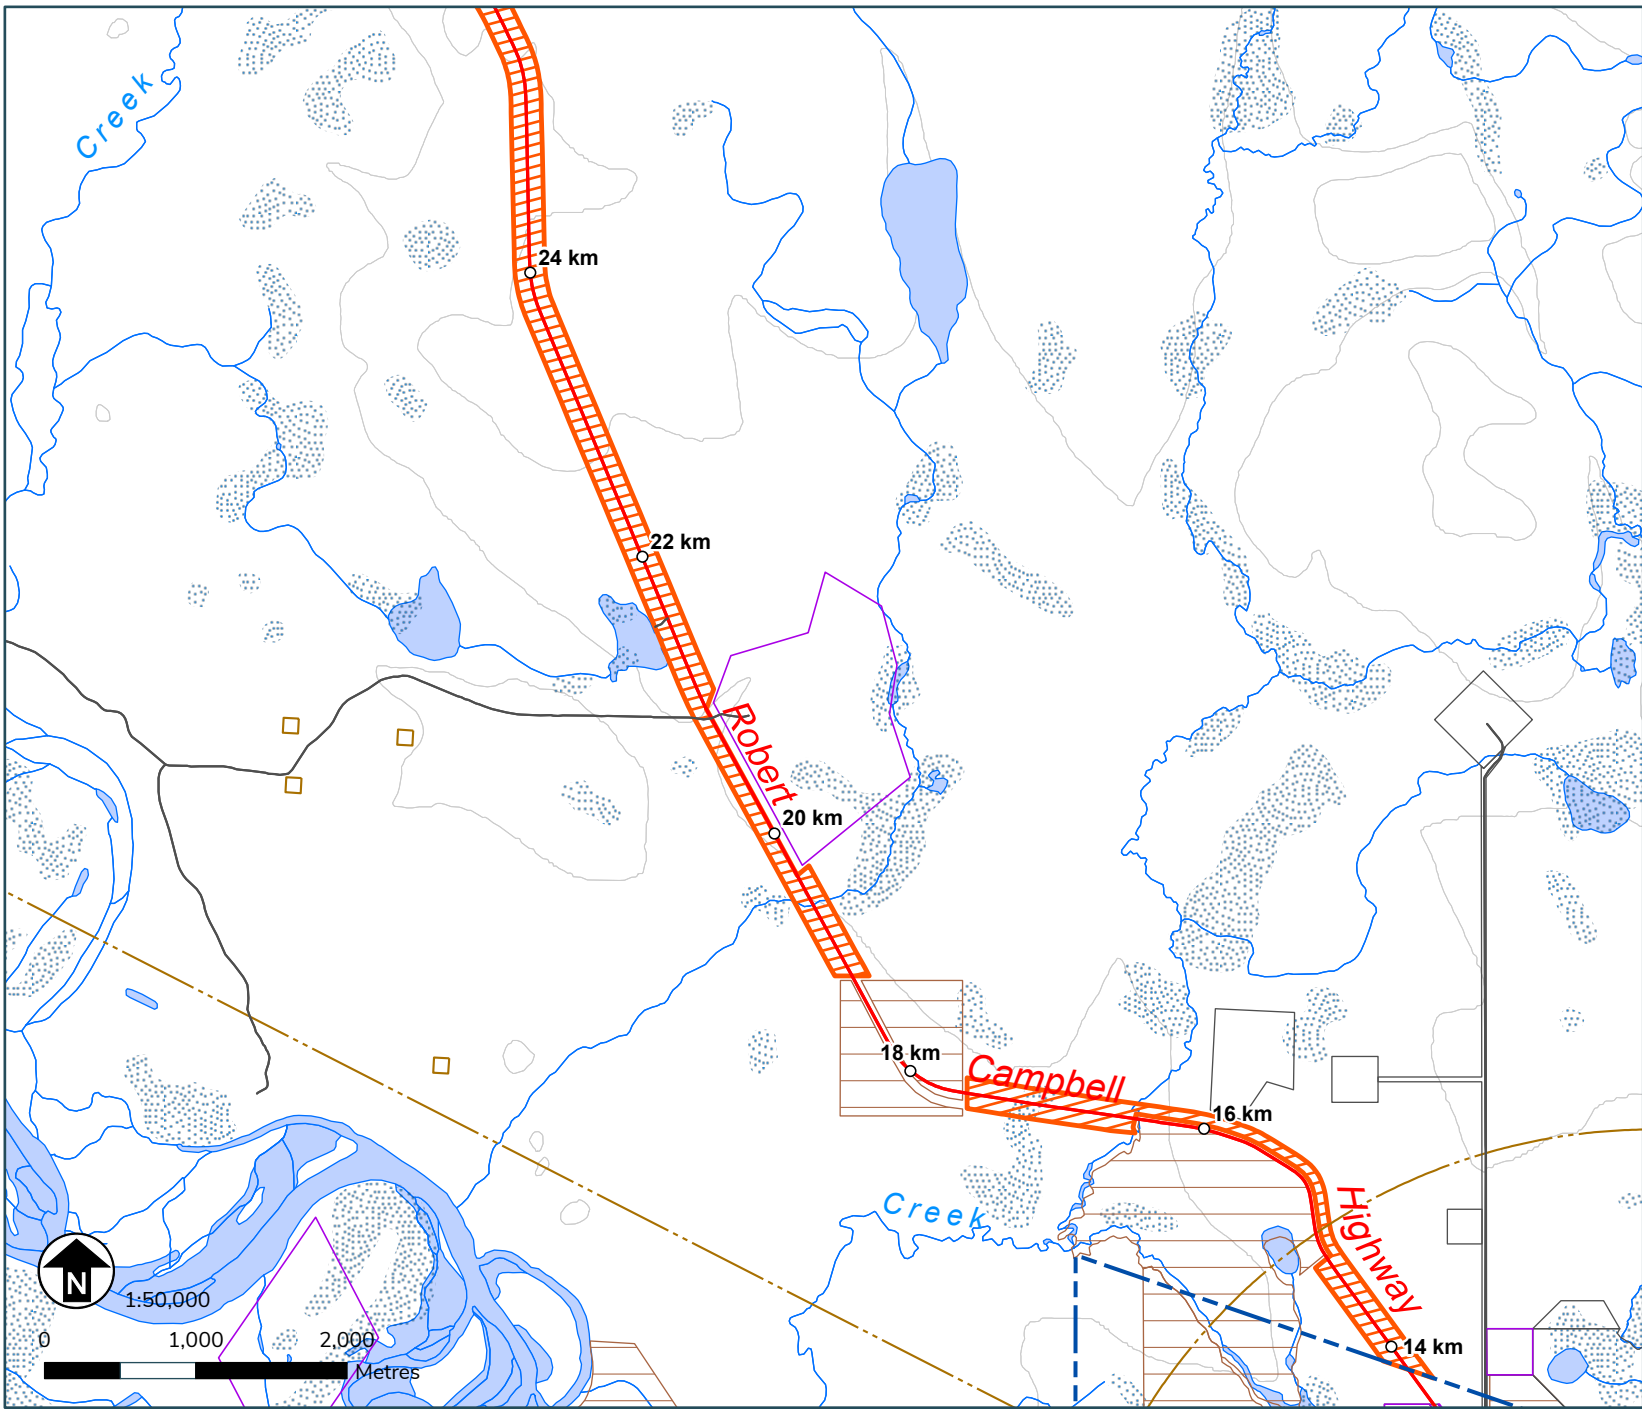 Creek
24 km
22 km
Robert
20 km
18 km
Campbell
16 km
Highway
Creek
14 km
N
1:50,000
0 1,000 2,000
Metres